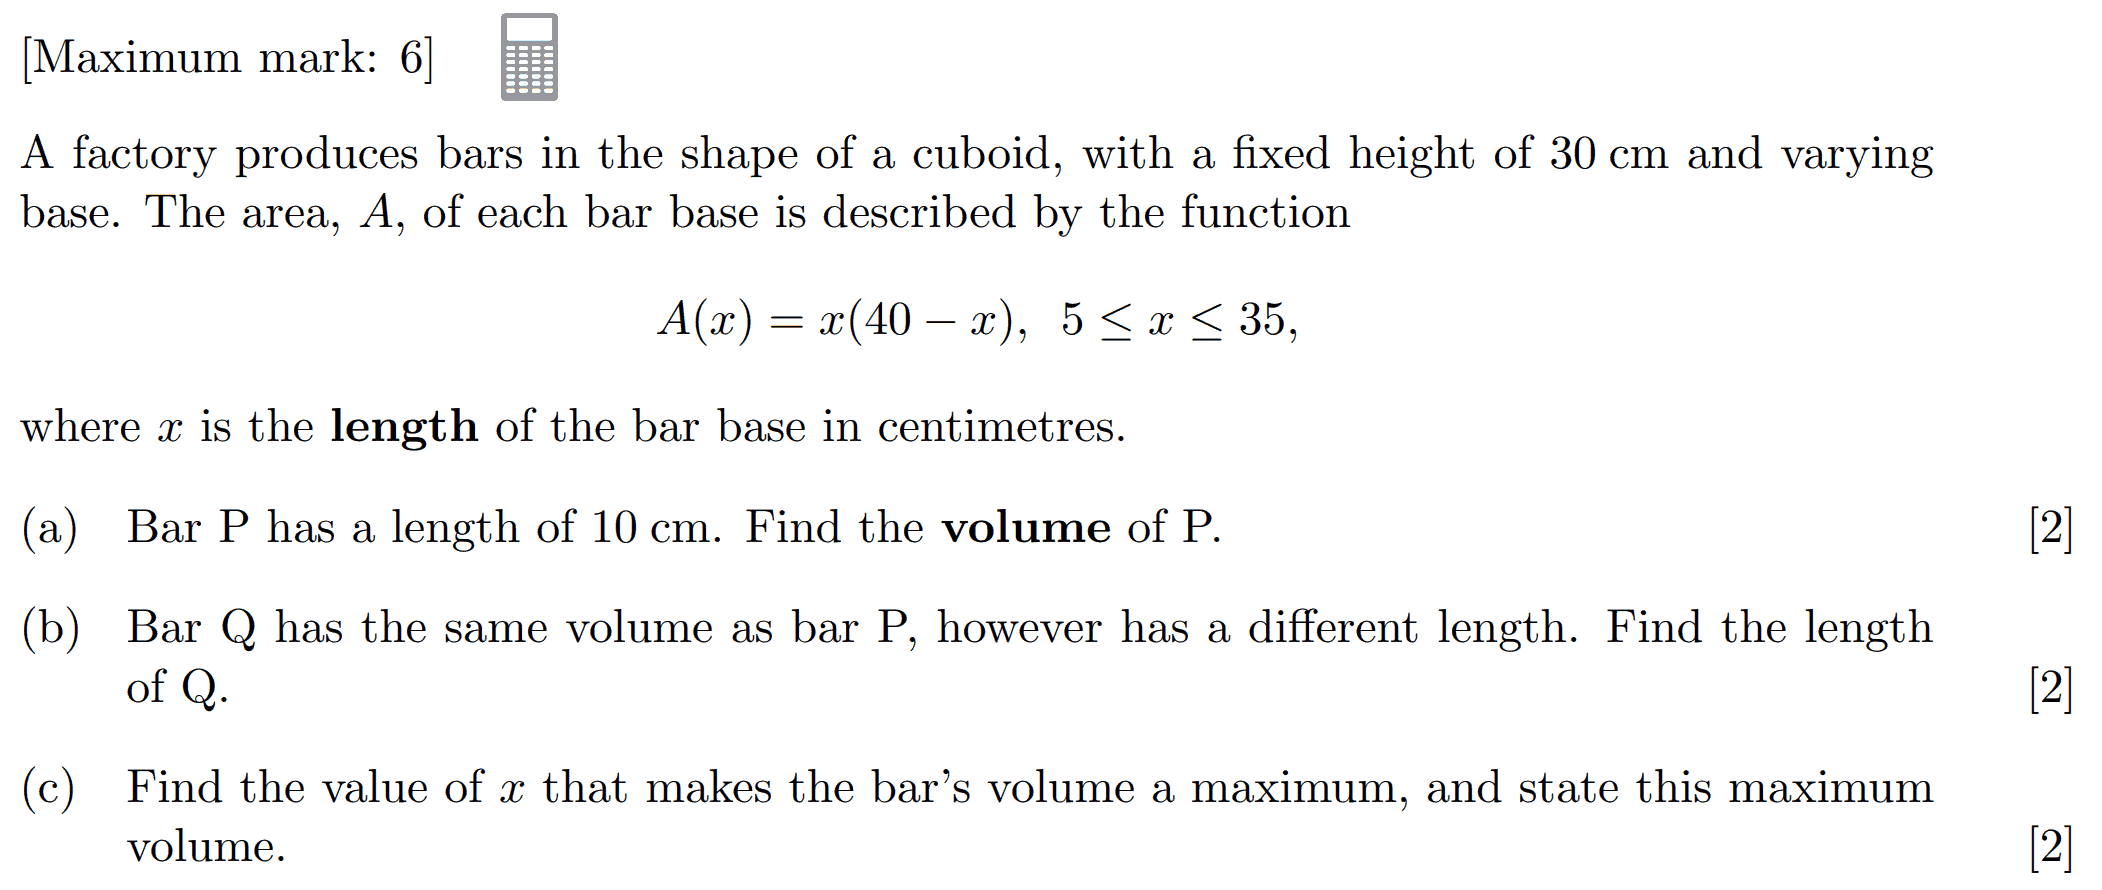 [Maximum mark: 6]
A factory produces bars in the shape of a cuboid, with a fixed height of 30 cm and varying
base. The area, A, of each bar base is described by the function
A(x) = x(40 − x), 5 ≤ x ≤ 35,
where x is the length of the bar base in centimetres.
(a) Bar P has a length of 10 cm. Find the volume of P. [2]
(b) Bar Q has the same volume as bar P, however has a different length. Find the length
of Q. [2]
(c) Find the value of x that makes the bar's volume a maximum, and state this maximum
volume. [2]